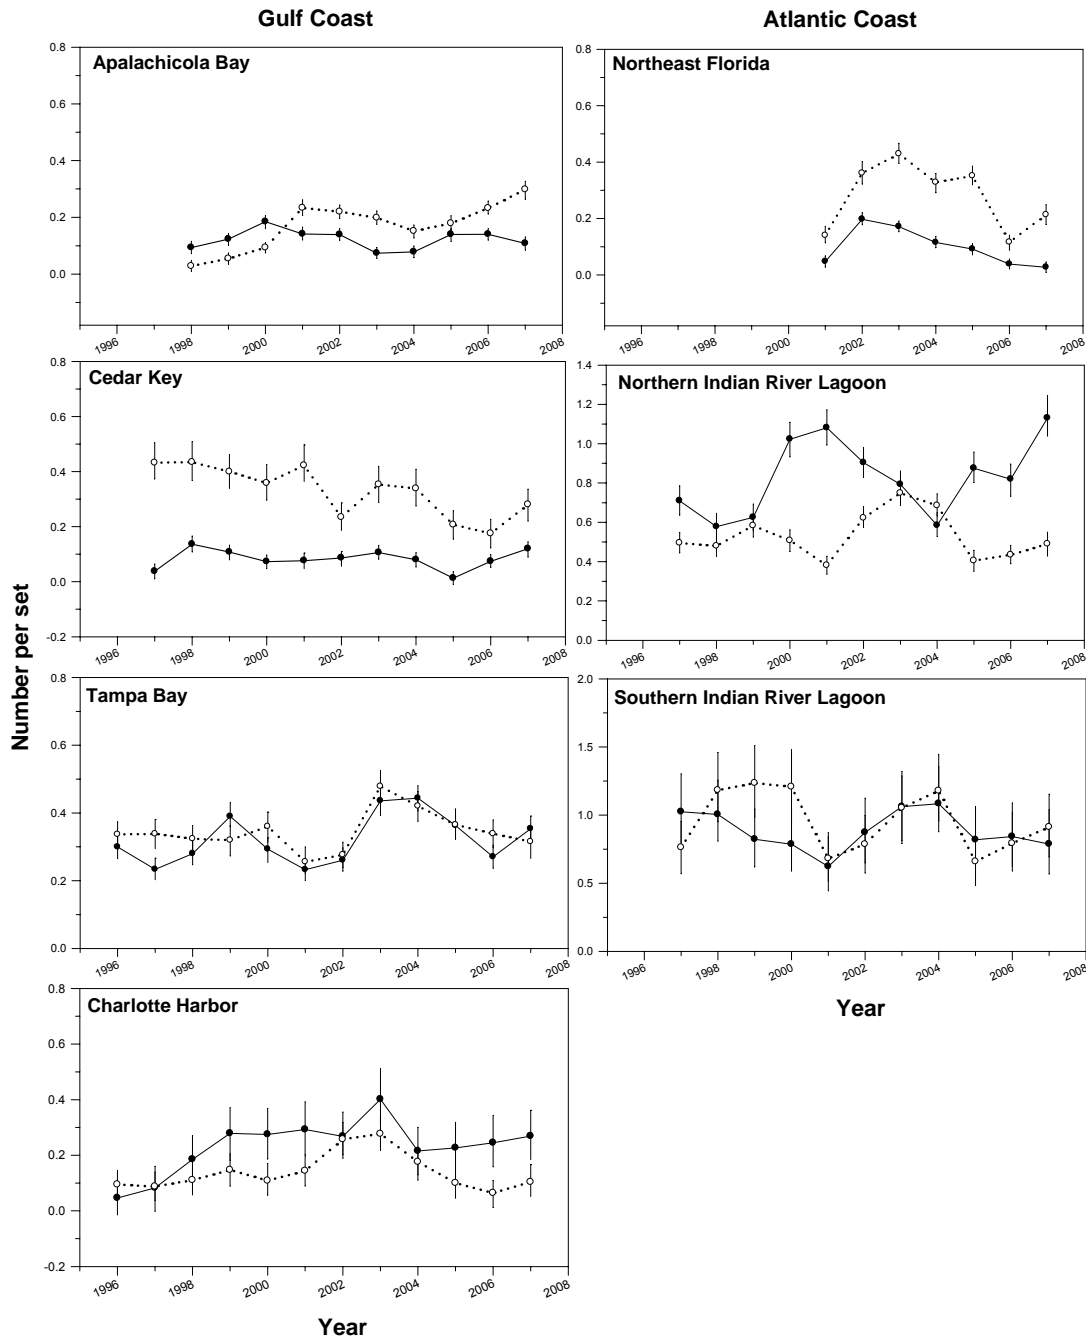 Gulf Coast
Atlantic Coast
Apalachicola Bay
0.8
0.6
0.4
0.2
0.0
1996 1998 2000 2002 2004 2006 2008
Northeast Florida
0.8
0.6
0.4
0.2
0.0
1996 1998 2000 2002 2004 2006 2008
Cedar Key
0.8
0.6
0.4
0.2
0.0
-0.2
1996 1998 2000 2002 2004 2006 2008
Northern Indian River Lagoon
1.4
1.2
1.0
0.8
0.6
0.4
0.2
0.0
1996 1998 2000 2002 2004 2006 2008
Number per set
Tampa Bay
0.8
0.6
0.4
0.2
0.0
1996 1998 2000 2002 2004 2006 2008
Southern Indian River Lagoon
2.0
1.5
1.0
0.5
0.0
1996 1998 2000 2002 2004 2006 2008
Year
Charlotte Harbor
0.8
0.6
0.4
0.2
0.0
-0.2
1996 1998 2000 2002 2004 2006 2008
Year